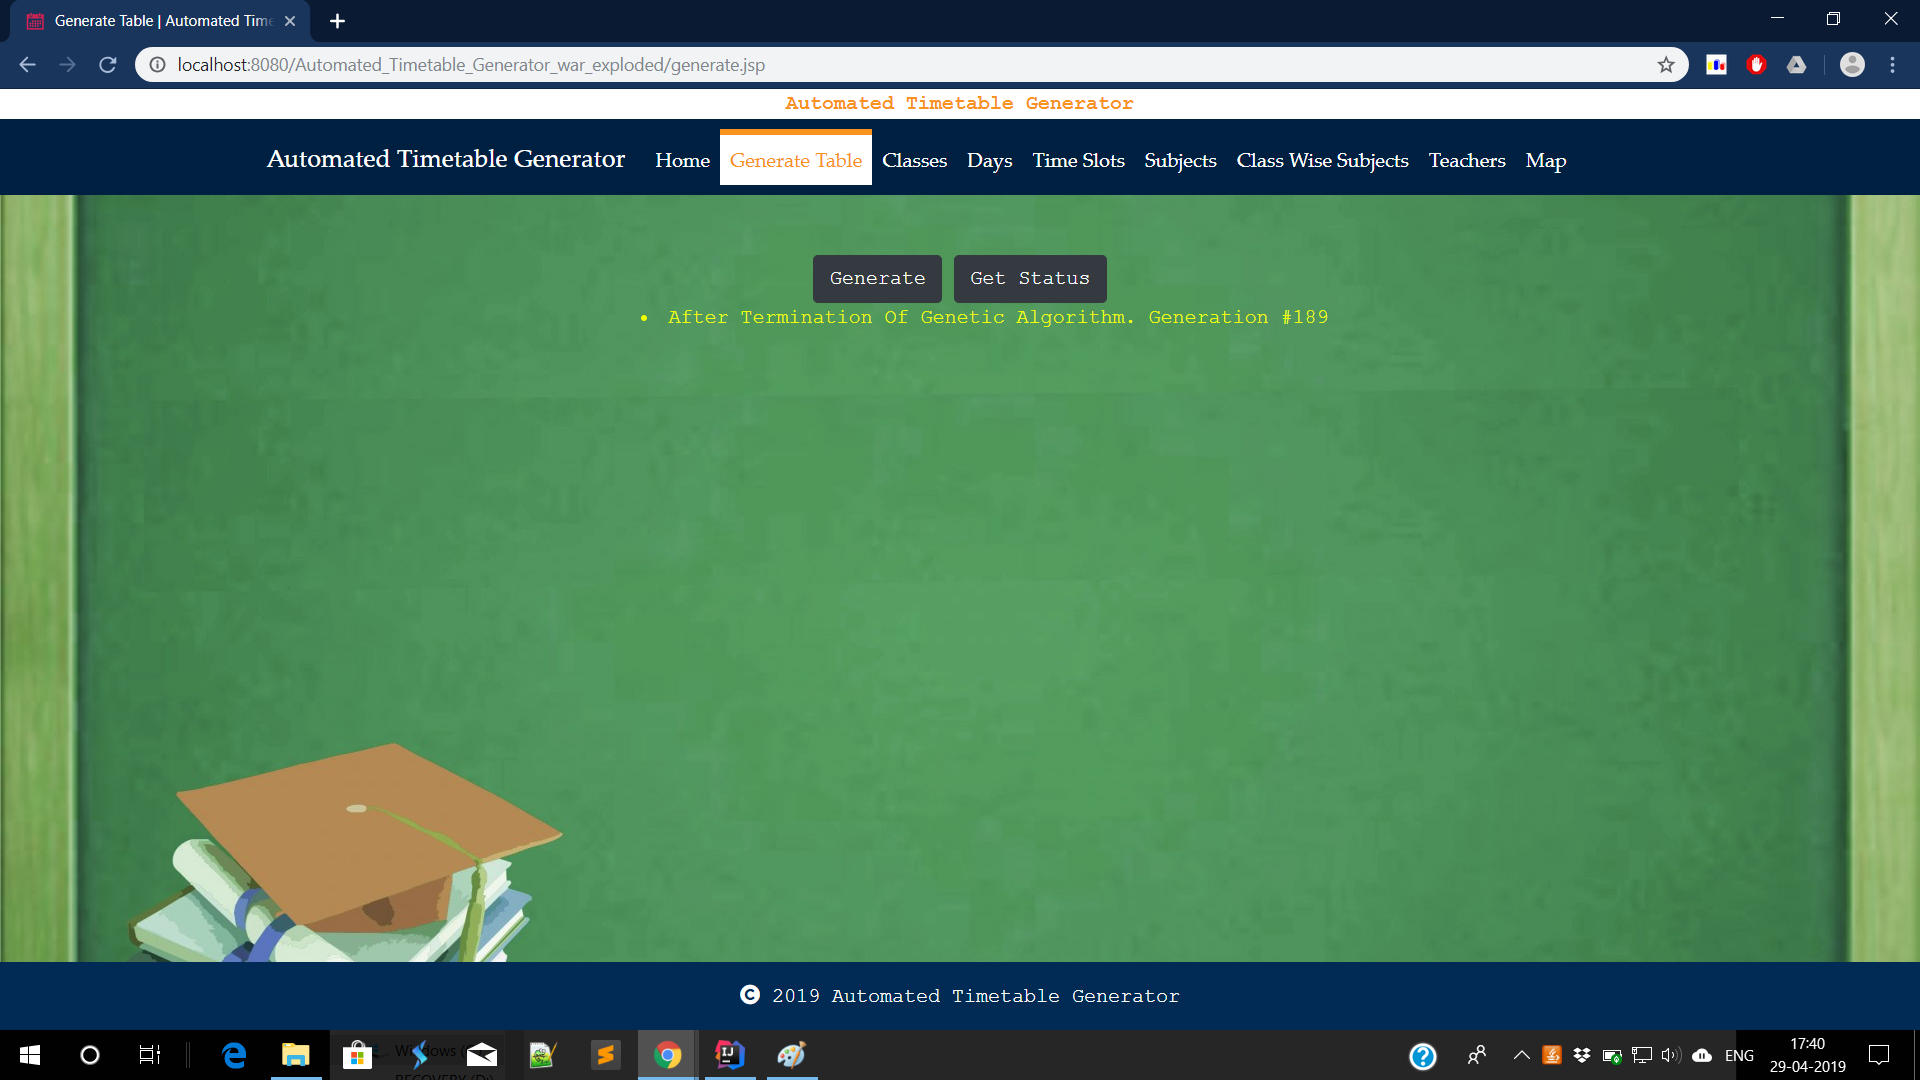 Generate Table | Automated Time
localhost:8080/Automated_Timetable_Generator_war_exploded/generate.jsp
Automated Timetable Generator
Automated Timetable Generator Home Generate Table Classes Days Time Slots Subjects Class Wise Subjects Teachers Map
Generate Get Status
• After Termination Of Genetic Algorithm. Generation #189
© 2019 Automated Timetable Generator
Windows
RECOVERY (D:)
ENG
17:40
29-04-2019